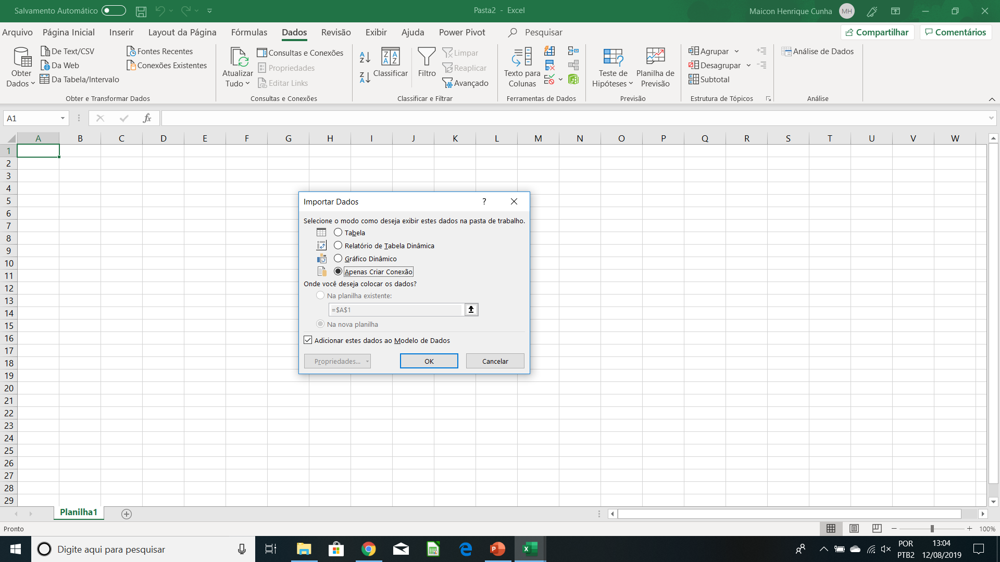 Salvamento Automático
Pasta2 - Excel
Maicon Henrique Cunha
MH
Arquivo Página Inicial Inserir Layout da Página Fórmulas Dados Revisão Exibir Ajuda Power Pivot Pesquisar
Compartilhar
Comentários
Obter Dados
De Text/CSV
Da Web
Da Tabela/Intervalo
Fontes Recentes
Conexões Existentes
Obter e Transformar Dados
Atualizar Tudo
Consultas e Conexões
Propriedades
Editar Links
Consultas e Conexões
A
Z
Z
A
Z A
A Z
Classificar
Filtro
Limpar
Reaplicar
Avançado
Classificar e Filtrar
Texto para Colunas
Ferramentas de Dados
Teste de Hipóteses
Planilha de Previsão
Previsão
Agrupar
Desagrupar
Subtotal
Estrutura de Tópicos
Análise de Dados
Análise
A1
fx
A B C D E F G H I J K L M N O P Q R S T U V W
1
2
3
4
5
6
7
8
9
10
11
12
13
14
15
16
17
18
19
20
21
22
23
24
25
26
27
28
29
Importar Dados
?
Selecione o modo como deseja exibir estes dados na pasta de trabalho.
Tabela
Relatório de Tabela Dinâmica
Gráfico Dinâmico
Apenas Criar Conexão
Onde você deseja colocar os dados?
Na planilha existente:
=$A$1
Na nova planilha
Adicionar estes dados ao Modelo de Dados
Propriedades...
OK
Cancelar
Planilha1
Pronto
100%
Digite aqui para pesquisar
POR
PTB2
13:04
12/08/2019